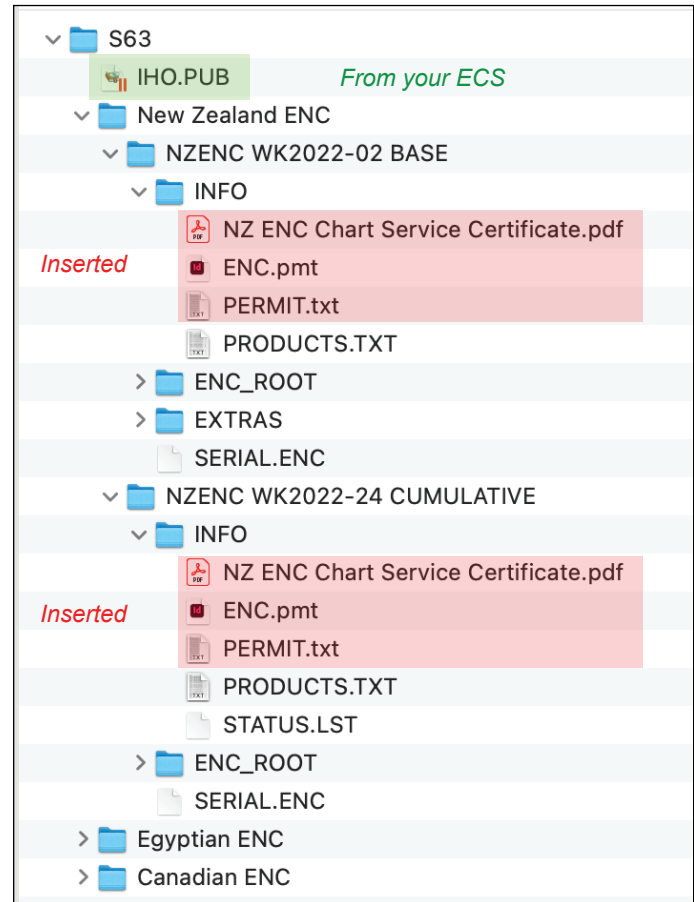 S63
IHO.PUB From your ECS
New Zealand ENC
NZENC WK2022-02 BASE
INFO
NZ ENC Chart Service Certificate.pdf
Inserted ENC.pmt
PERMIT.txt
PRODUCTS.TXT
ENC_ROOT
EXTRAS
SERIAL.ENC
NZENC WK2022-24 CUMULATIVE
INFO
NZ ENC Chart Service Certificate.pdf
Inserted ENC.pmt
PERMIT.txt
PRODUCTS.TXT
STATUS.LST
ENC_ROOT
SERIAL.ENC
Egyptian ENC
Canadian ENC